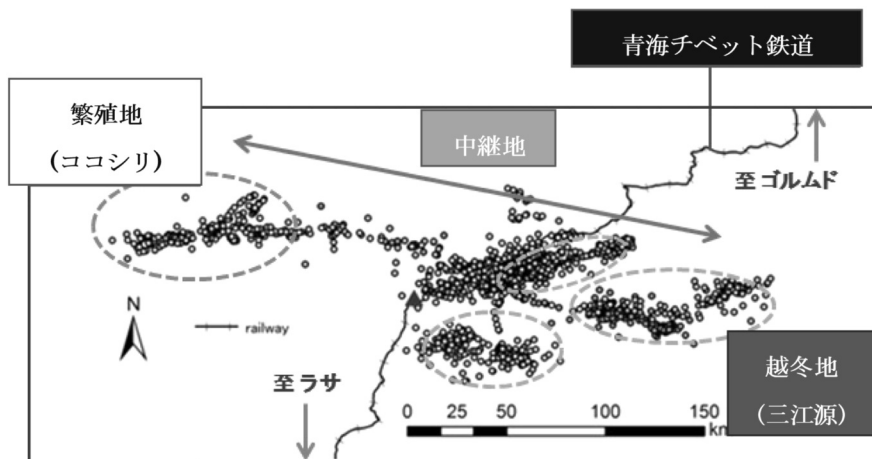 青海チベット鉄道
繁殖地
(ココシリ)
中継地
至ゴルムド
N
railway
至ラサ
越冬地
(三江源)
0 25 50 100 150
km